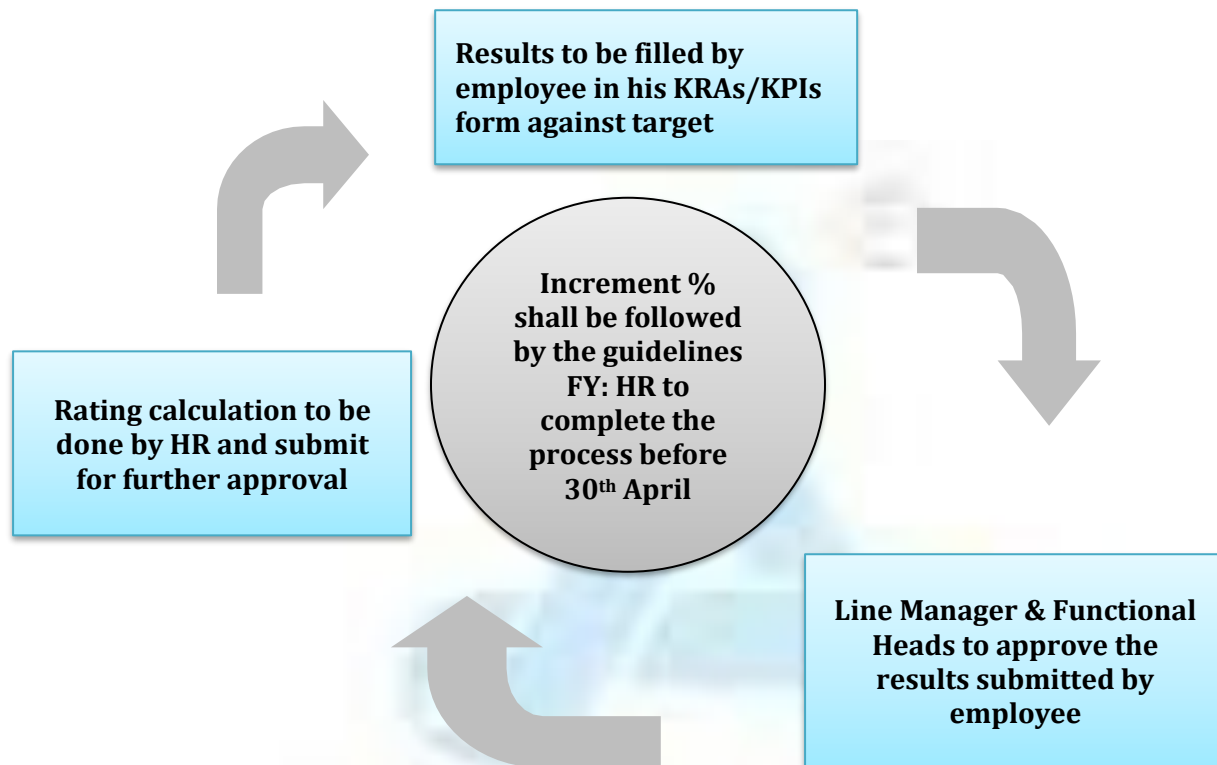 Results to be filled by
employee in his KRAs/KPIs
form against target
Increment %
shall be followed
by the guidelines
FY: HR to
complete the
process before
30th April
Rating calculation to be
done by HR and submit
for further approval
Line Manager & Functional
Heads to approve the
results submitted by
employee